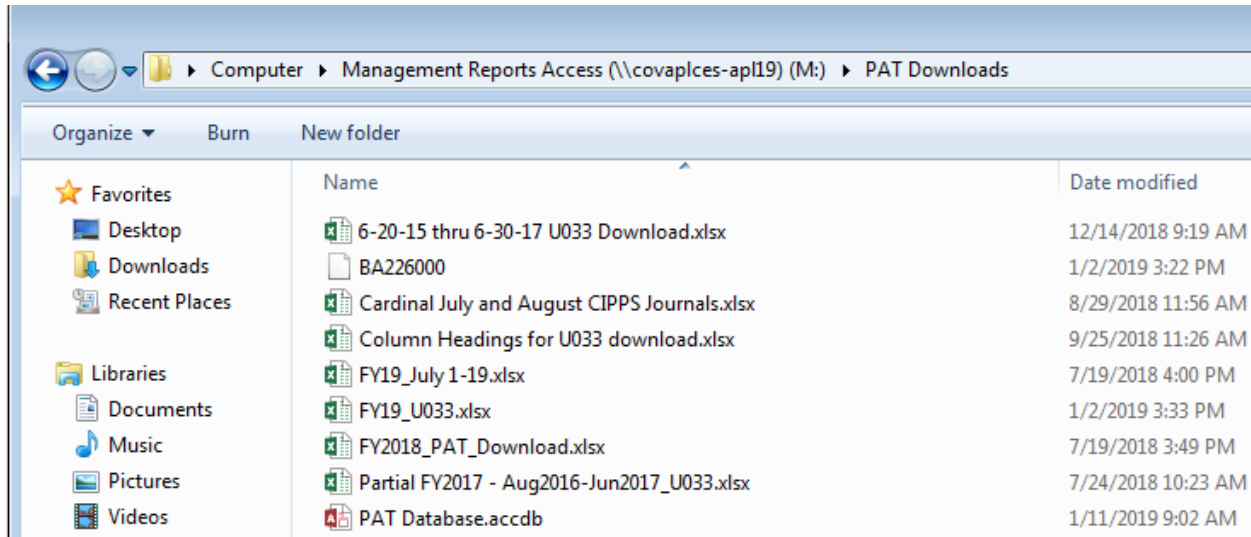 Computer ▸ Management Reports Access (\\covaplces-apl19) (M:) ▸ PAT Downloads
Organize Burn New folder
Favorites
Desktop
Downloads
Recent Places
Libraries
Documents
Music
Pictures
Videos
Name Date modified
6-20-15 thru 6-30-17 U033 Download.xlsx 12/14/2018 9:19 AM
BA226000 1/2/2019 3:22 PM
Cardinal July and August CIPPS Journals.xlsx 8/29/2018 11:56 AM
Column Headings for U033 download.xlsx 9/25/2018 11:26 AM
FY19_July 1-19.xlsx 7/19/2018 4:00 PM
FY19_U033.xlsx 1/2/2019 3:33 PM
FY2018_PAT_Download.xlsx 7/19/2018 3:49 PM
Partial FY2017 - Aug2016-Jun2017_U033.xlsx 7/24/2018 10:23 AM
PAT Database.accdb 1/11/2019 9:02 AM